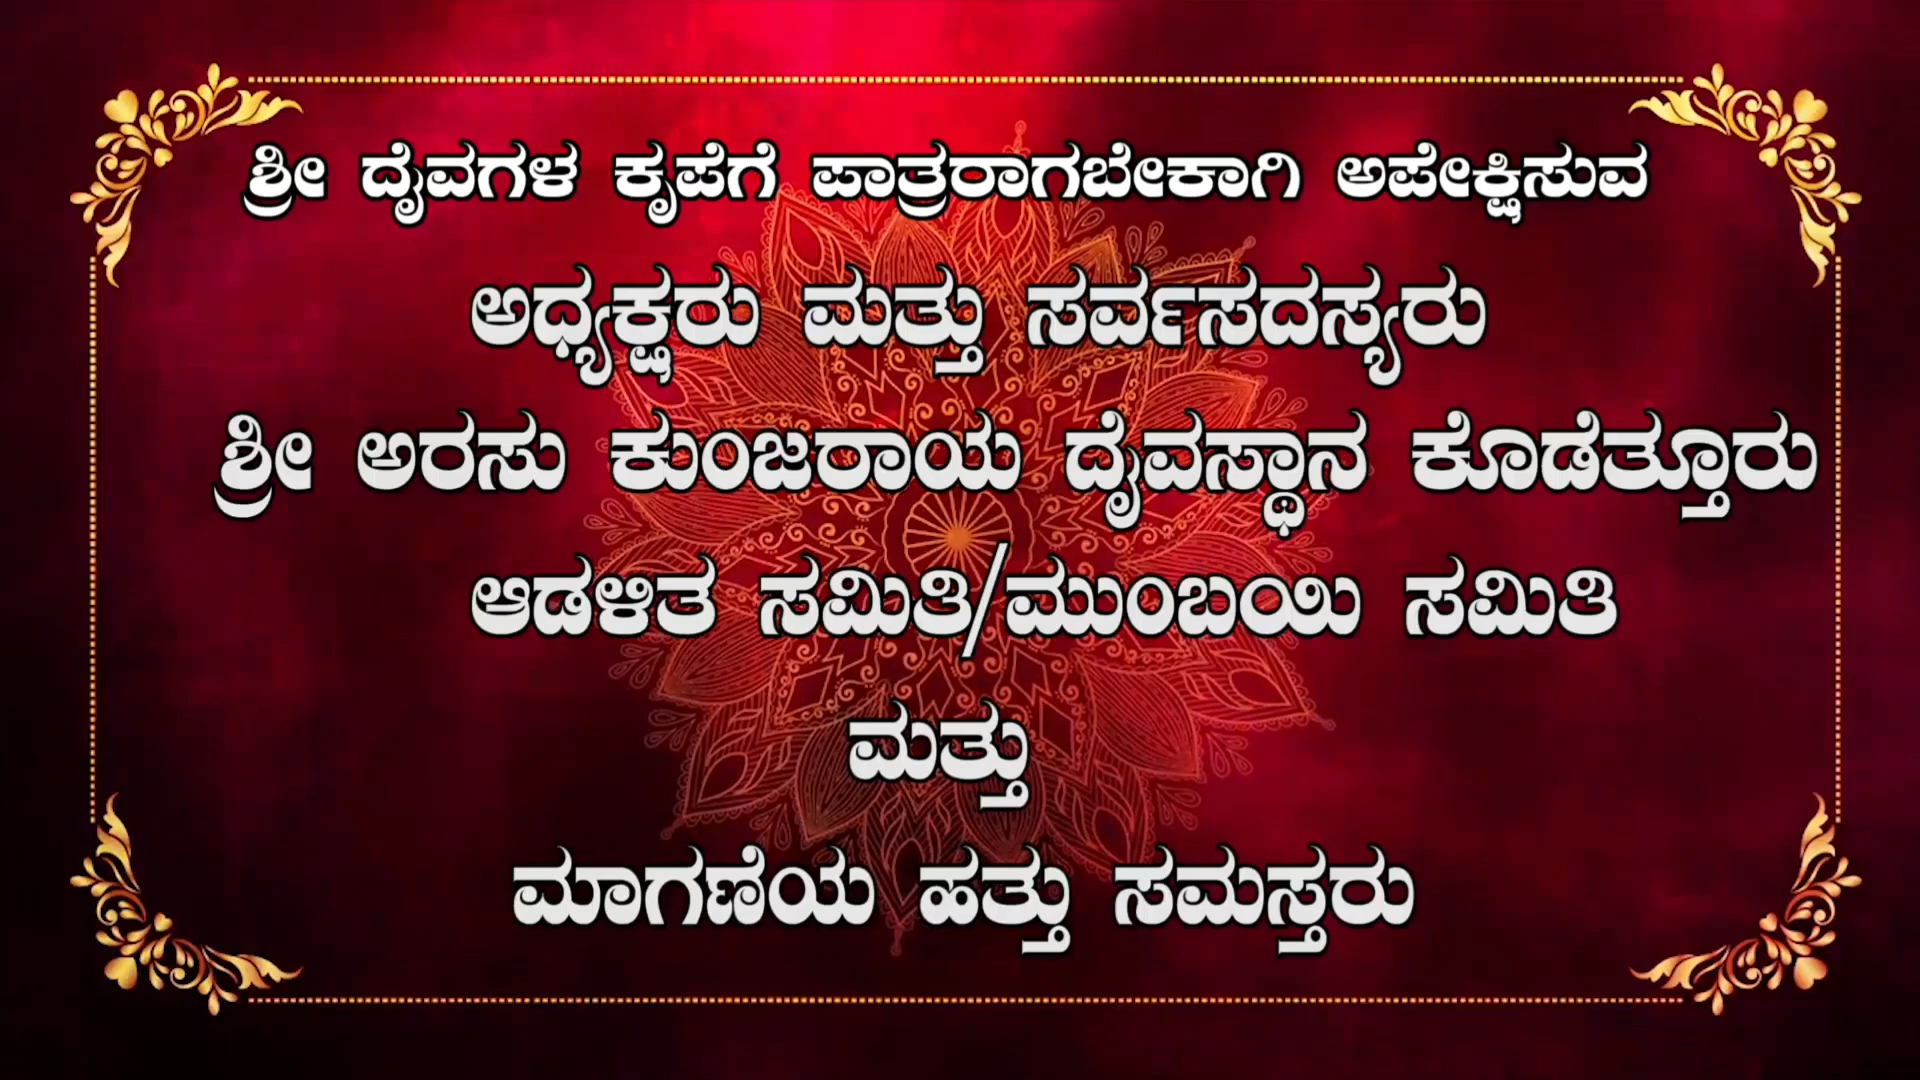 ಶ್ರೀ ದೈವಗಳ ಕೃಪೆಗೆ ಪಾತ್ರರಾಗಬೇಕಾಗಿ ಅಪೇಕ್ಷಿಸುವ
ಅಧ್ಯಕ್ಷರು ಮತ್ತು ಸರ್ವಸದಸ್ಯರು
ಶ್ರೀ ಅರಸು ಕುಂಜರಾಯ ದೈವಸ್ಥಾನ ಕೊಡೆತ್ತೂರು
ಆಡಳಿತ ಸಮಿತಿ/ಮುಂಬಯಿ ಸಮಿತಿ
ಮತ್ತು
ಮಾಗಣೆಯ ಹತ್ತು ಸಮಸ್ತರು